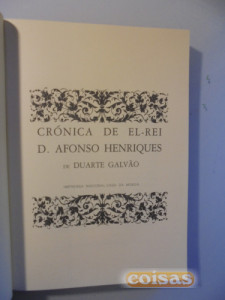 CRÓNICA DE EL-REI
D. AFONSO HENRIQUES
DE DUARTE GALVÃO
coisas